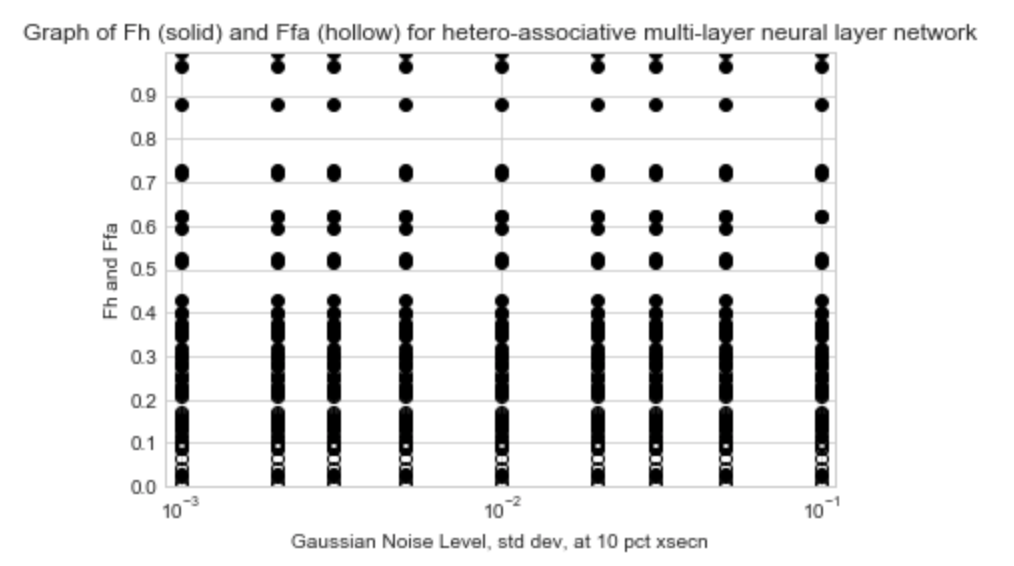 Graph of Fh (solid) and Ffa (hollow) for hetero-associative multi-layer neural layer network
0.9
0.8
0.7
0.6
0.5
0.4
0.3
0.2
0.1
0.0
Fh and Ffa
10⁻³ 10⁻² 10⁻¹
Gaussian Noise Level, std dev, at 10 pct xsecn